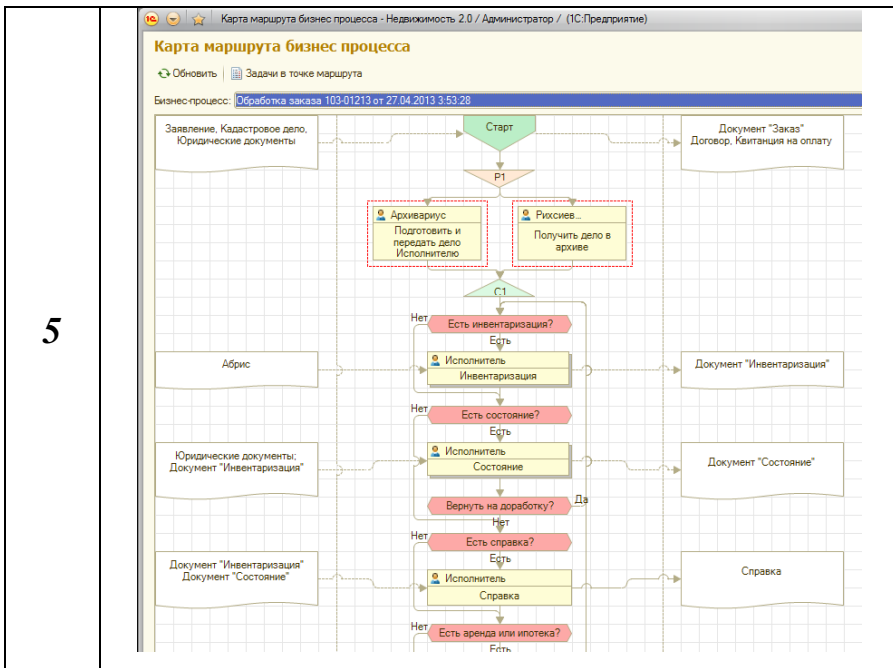 5
Карта маршрута бизнес процесса - Недвижимость 2.0 / Администратор / (1С:Предприятие)
Карта маршрута бизнес процесса
Обновить Задачи в точке маршрута
Бизнес-процесс: Обработка заказа 103-01213 от 27.04.2013 3:53:28
Заявление, Кадастровое дело,
Юридические документы
Старт
Документ "Заказ"
Договор, Квитанция на оплату
P1
Архивариус
Подготовить и
передать дело
Исполнителю
Рихсиев...
Получить дело в
архиве
С1
Нет
Есть инвентаризация?
Есть
Абрис
Исполнитель
Инвентаризация
Документ "Инвентаризация"
Нет
Есть состояние?
Есть
Юридические документы;
Документ "Инвентаризация"
Исполнитель
Состояние
Документ "Состояние"
Вернуть на доработку?
Да
Нет
Нет
Есть справка?
Есть
Документ "Инвентаризация"
Документ "Состояние"
Исполнитель
Справка
Справка
Нет
Есть аренда или ипотека?
Есть